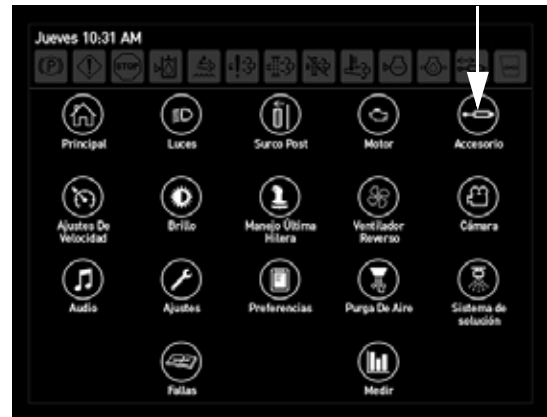 Jueves 10:31 AM
(P) STOP
Principal Luces Surco Post Motor Accesorio
Ajustes De Velocidad Brillo Manejo Última Hilera Ventilador Reverso Cámara
Audio Ajustes Preferencias Purga De Aire Sistema de solución
Fallas Medir